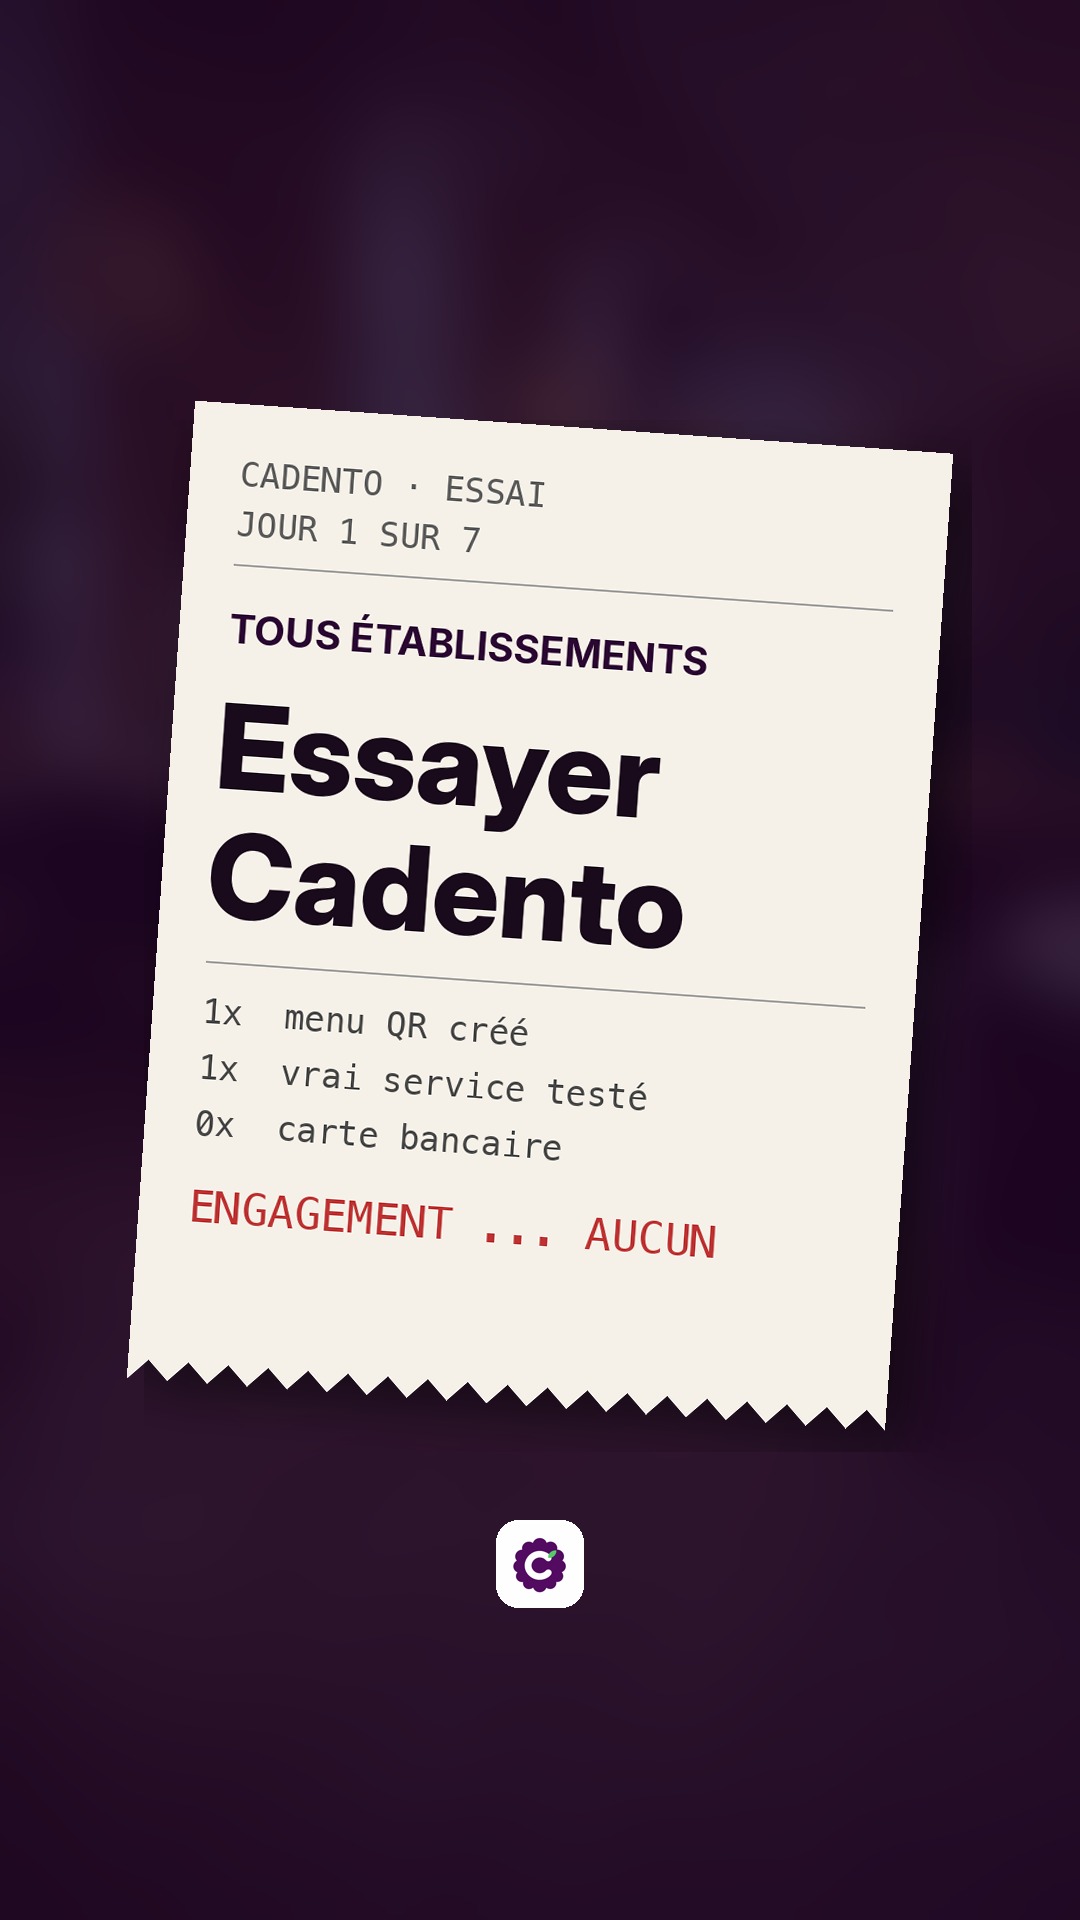 CADENTO · ESSAI
JOUR 1 SUR 7
TOUS ÉTABLISSEMENTS
Essayer
Cadento
1x menu QR créé
1x vrai service testé
0x carte bancaire
ENGAGEMENT ... AUCUN